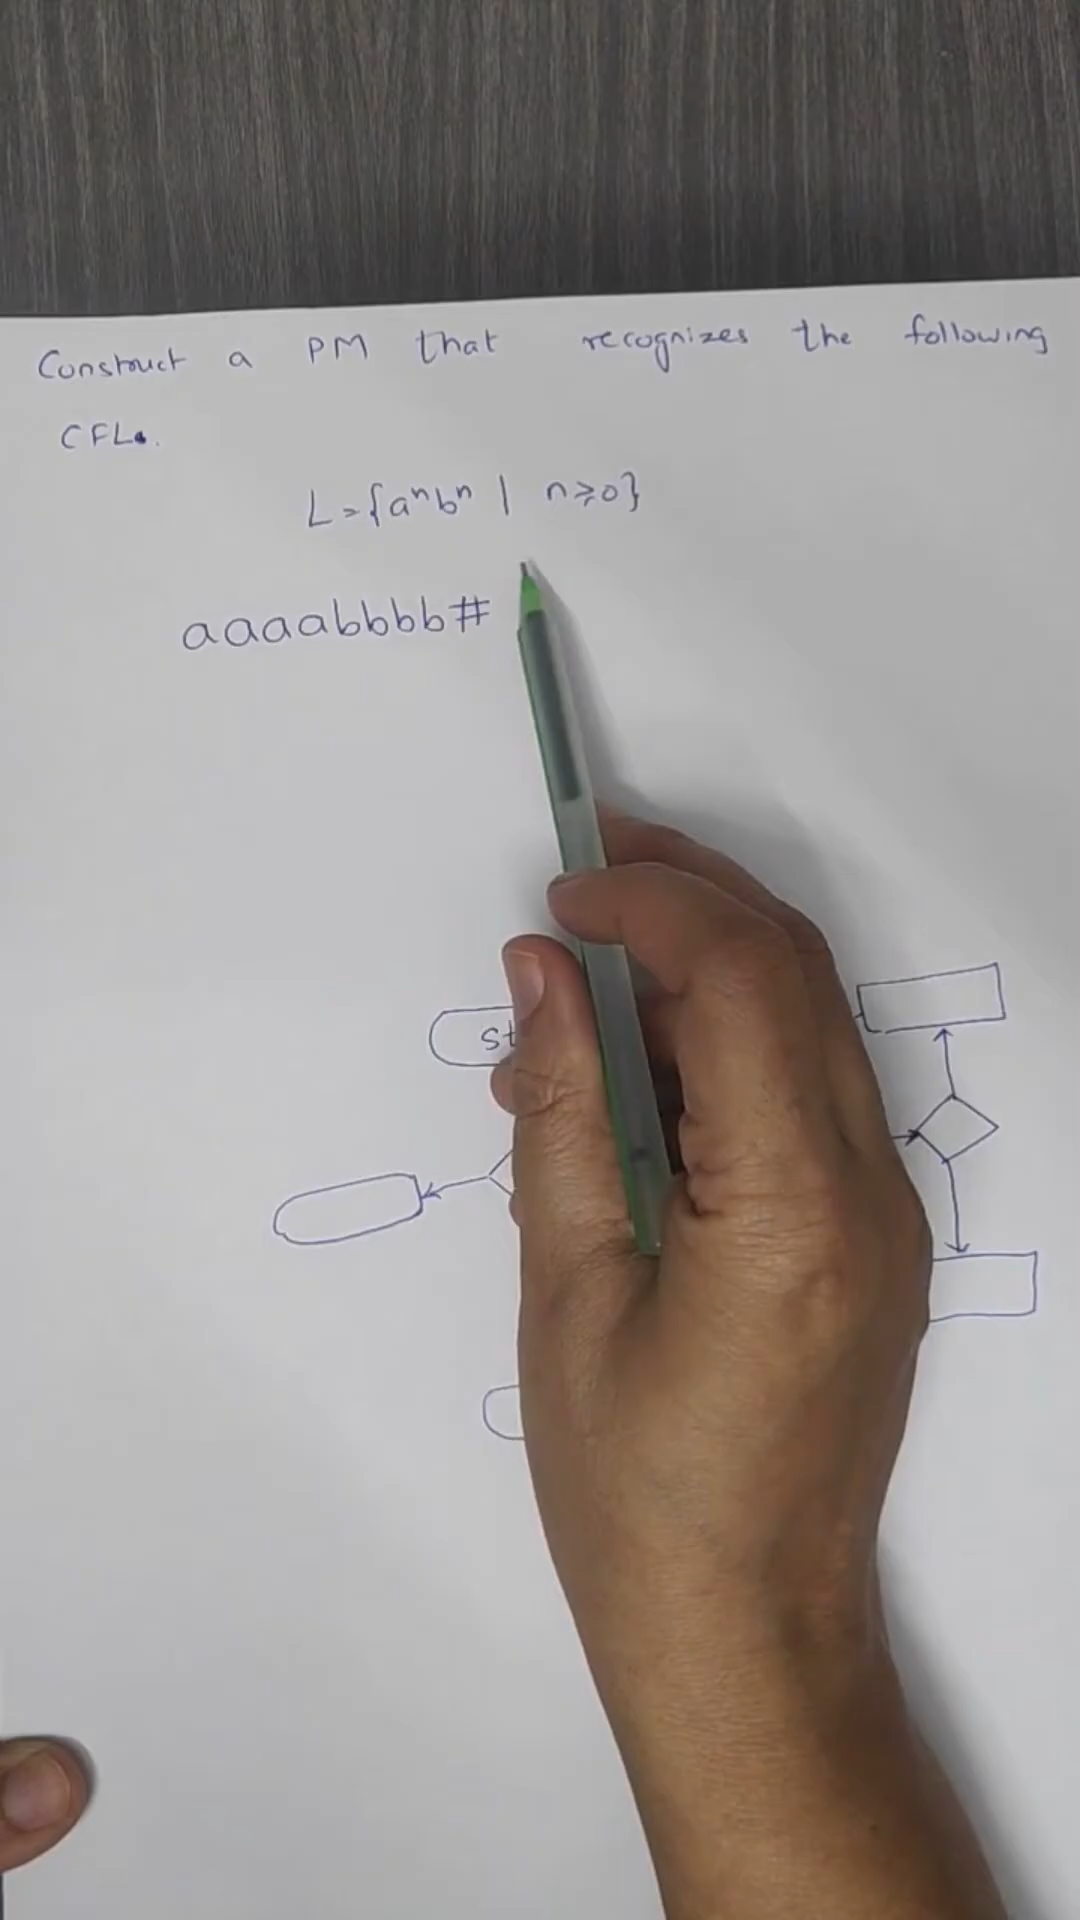 Construct a PM that recognizes the following
CFL.
L={aⁿbⁿ | n≥0}
aaaabbbb#
st